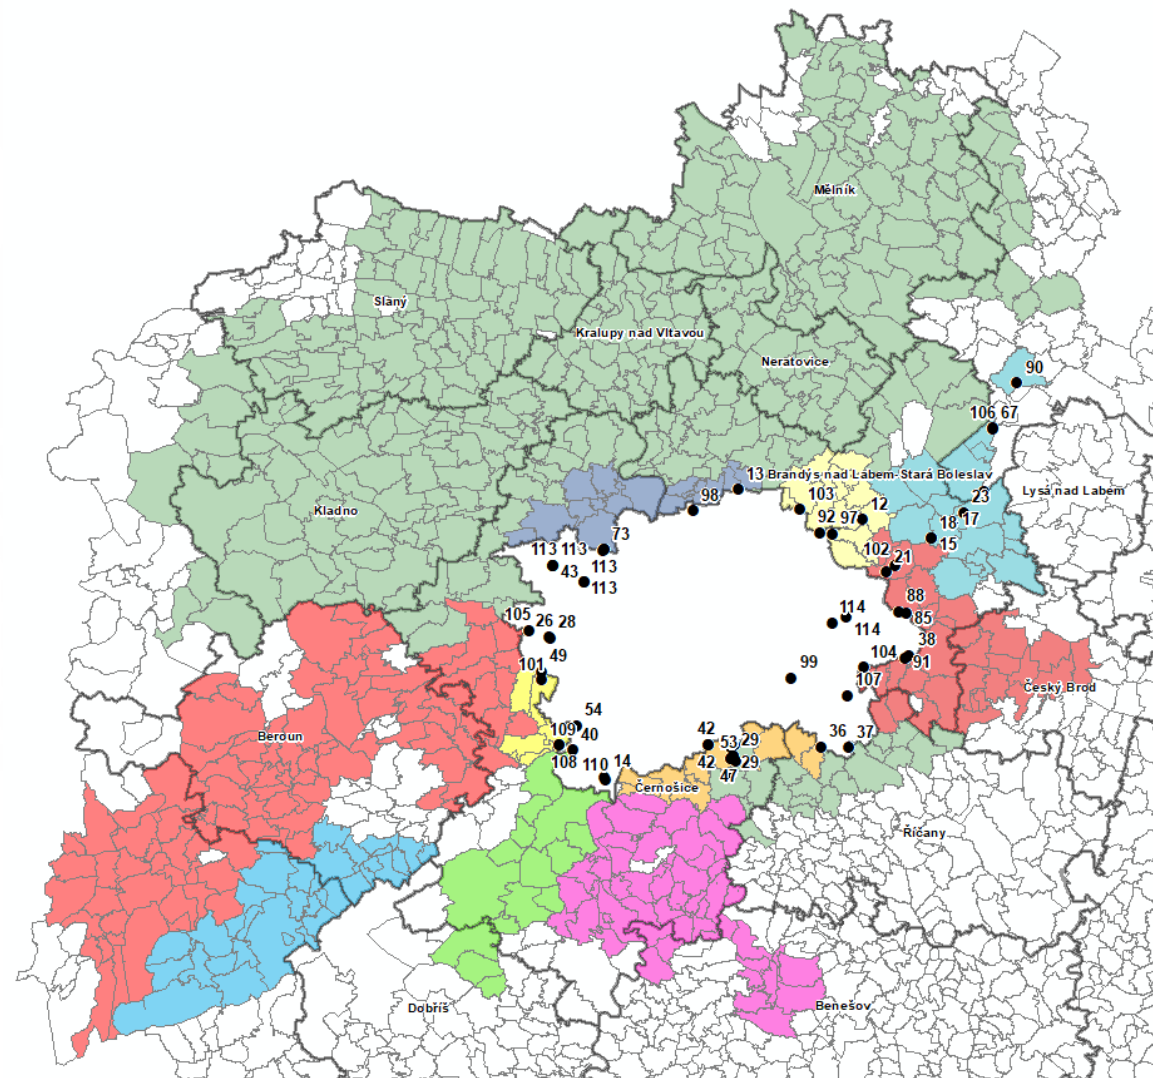 Mělník
Slaný
Kralupy nad Vltavou
Neratovice
90
106 67
13
Brandýs nad Labem-Stará Boleslav
98
Lysá nad Labem
23
Kladno
103
12
92 97
18 17
15
73
113 113
113
43
113
102
21
88
85
105 26 28
114
114
38
104
91
49
101
99
107
Český Brod
54
109
40
42
53
29
36 37
Beroun
108
42
29
110 14
47
Černošice
Říčany
Dobříš
Benešov